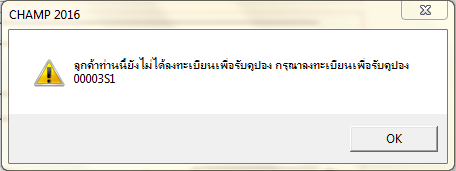 CHAMP 2016
ลูกค้าท่านนี้ยังไม่ได้ลงทะเบียนเพื่อรับคูปอง กรุณาลงทะเบียนเพื่อรับคูปอง
00003S1
OK